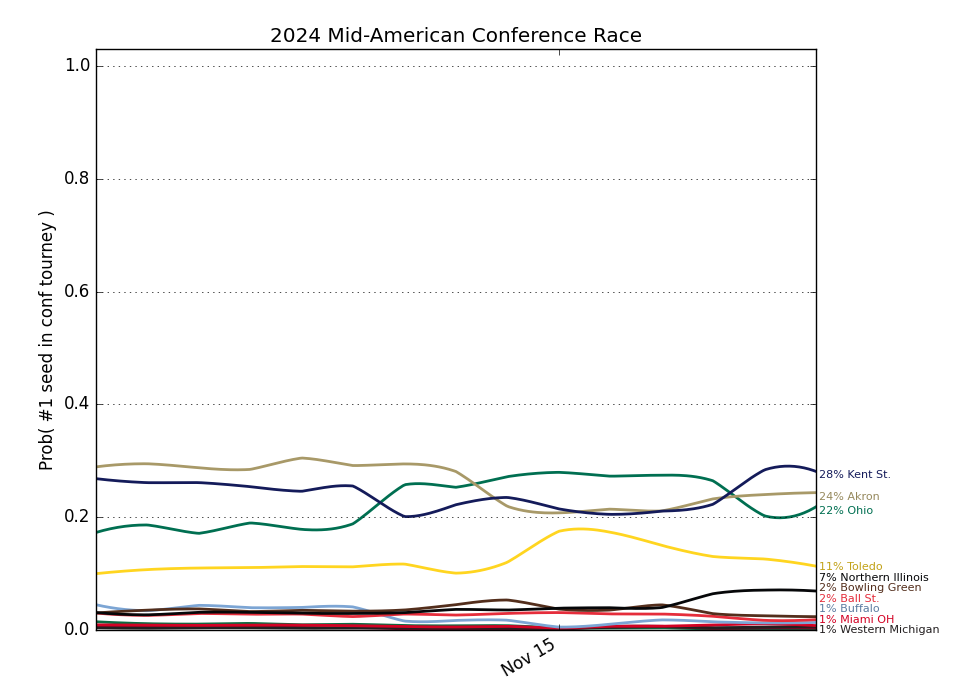 2024 Mid-American Conference Race
Prob( #1 seed in conf tourney )
1.0
0.8
0.6
0.4
0.2
0.0
Nov 15
28% Kent St.
24% Akron
22% Ohio
11% Toledo
7% Northern Illinois
2% Bowling Green
2% Ball St.
1% Buffalo
1% Miami OH
1% Western Michigan